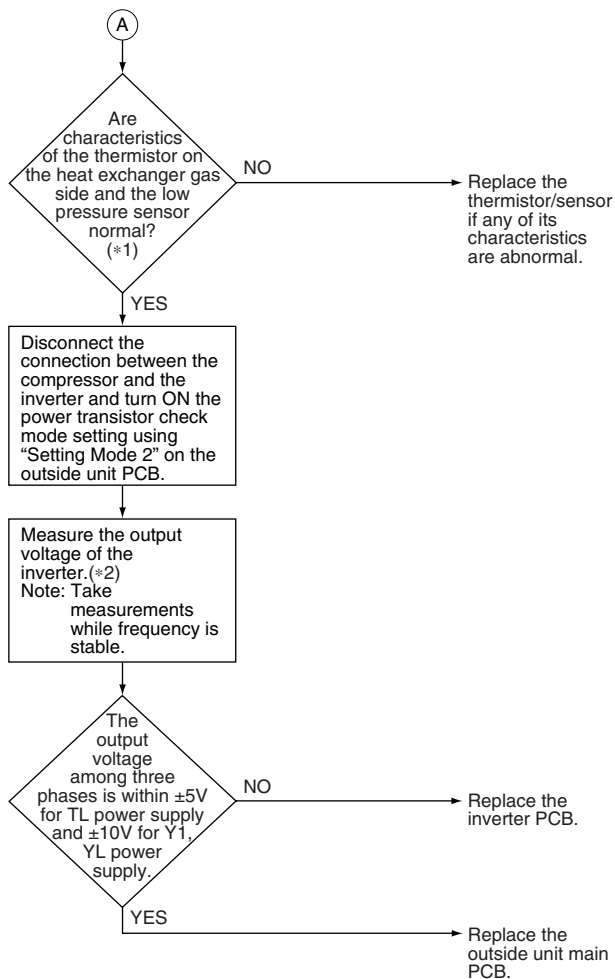 A
Are
characteristics
of the thermistor on
the heat exchanger gas
side and the low
pressure sensor
normal?
(*1)
NO
Replace the
thermistor/sensor
if any of its
characteristics
are abnormal.
YES
Disconnect the
connection between the
compressor and the
inverter and turn ON the
power transistor check
mode setting using
“Setting Mode 2” on the
outside unit PCB.
Measure the output
voltage of the
inverter.(*2)
Note: Take
measurements
while frequency is
stable.
The
output
voltage
among three
phases is within ±5V
for TL power supply
and ±10V for Y1,
YL power
supply.
NO
Replace the
inverter PCB.
YES
Replace the
outside unit main
PCB.